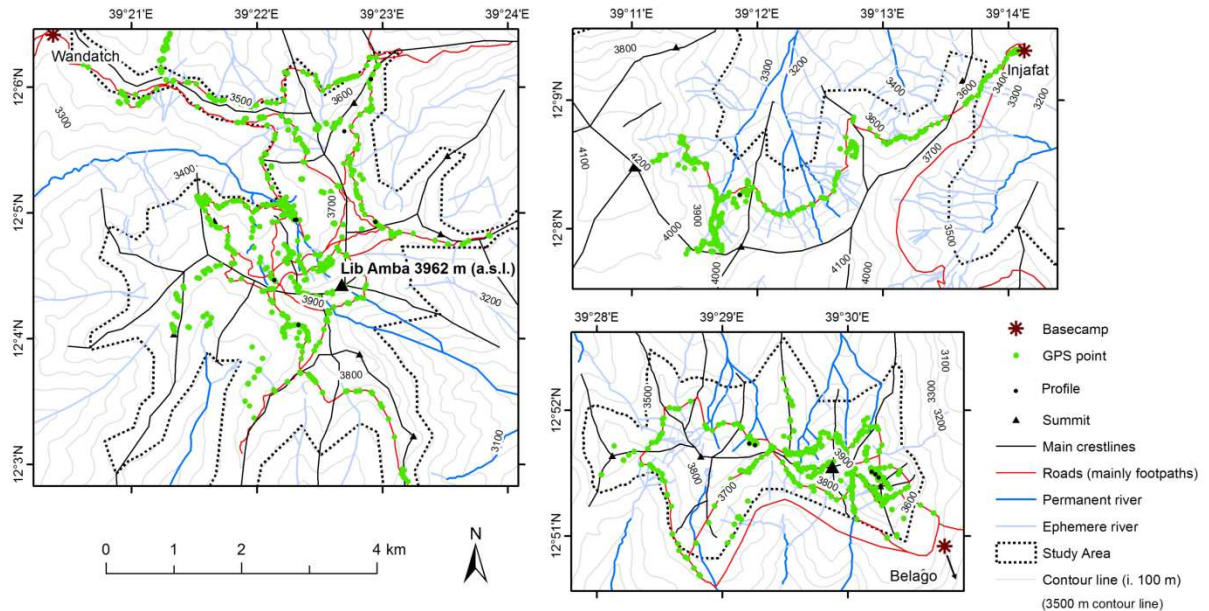 39°21'E
39°22'E
39°23'E
39°24'E
12°6'N
12°5'N
12°4'N
12°3'N
Wandatch
3300
3500
3600
3400
3700
Lib Amba 3962 m (a.s.l.)
3900
3200
3800
3100
0 1 2 4 km
N
39°11'E
39°12'E
39°13'E
39°14'E
12°9'N
12°8'N
3800
3300
3200
3400
3600
Injafat
3400
3300
3200
3600
3700
4100
4200
3900
4000
4000
4100
4000
3500
39°28'E
39°29'E
39°30'E
12°52'N
12°51'N
3100
3300
3200
3500
3900
3800
3800
3700
3600
Belago
Basecamp
GPS point
Profile
Summit
Main crestlines
Roads (mainly footpaths)
Permanent river
Ephemere river
Study Area
Contour line (i. 100 m)
(3500 m contour line)